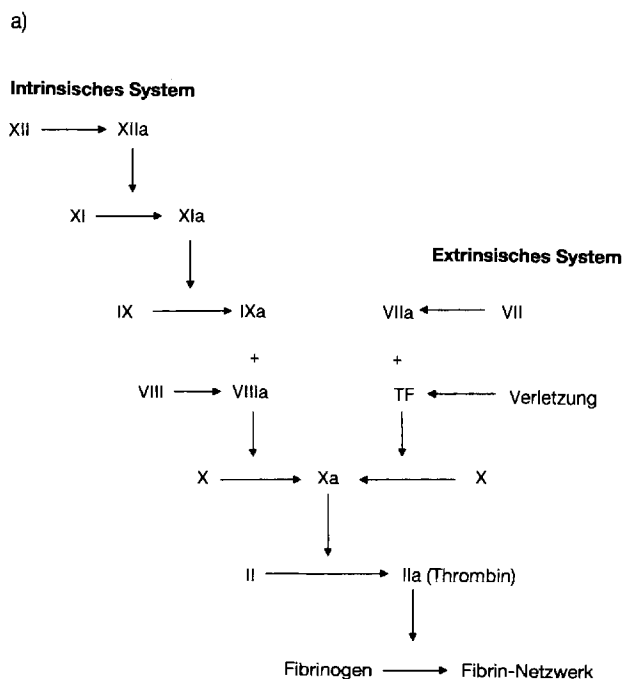 a)
Intrinsisches System
XII XIIa
XI XIa
Extrinsisches System
IX IXa VIIa VII
+ +
VIII VIIIa TF Verletzung
X Xa X
II IIa (Thrombin)
Fibrinogen Fibrin-Netzwerk